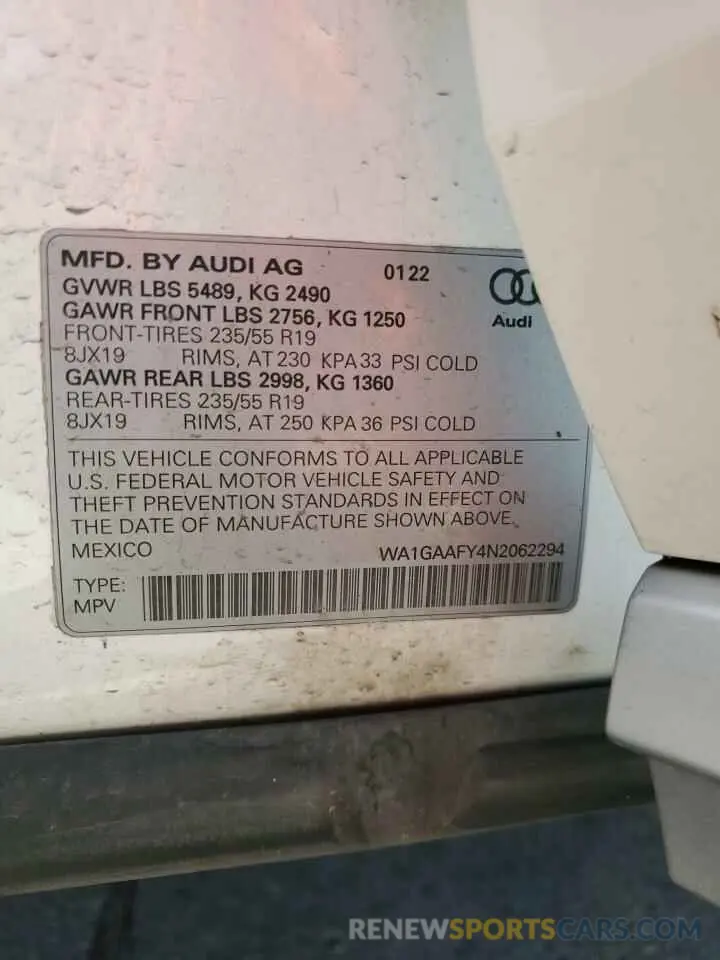 MFD. BY AUDI AG 0122
GVWR LBS 5489, KG 2490
GAWR FRONT LBS 2756, KG 1250
Audi
FRONT-TIRES 235/55 R19
8JX19 RIMS, AT 230 KPA 33 PSI COLD
GAWR REAR LBS 2998, KG 1360
REAR-TIRES 235/55 R19
8JX19 RIMS, AT 250 KPA 36 PSI COLD
THIS VEHICLE CONFORMS TO ALL APPLICABLE
U.S. FEDERAL MOTOR VEHICLE SAFETY AND
THEFT PREVENTION STANDARDS IN EFFECT ON
THE DATE OF MANUFACTURE SHOWN ABOVE.
MEXICO WA1GAAFY4N2062294
TYPE:
MPV
RENEWSPORTSCARS.COM